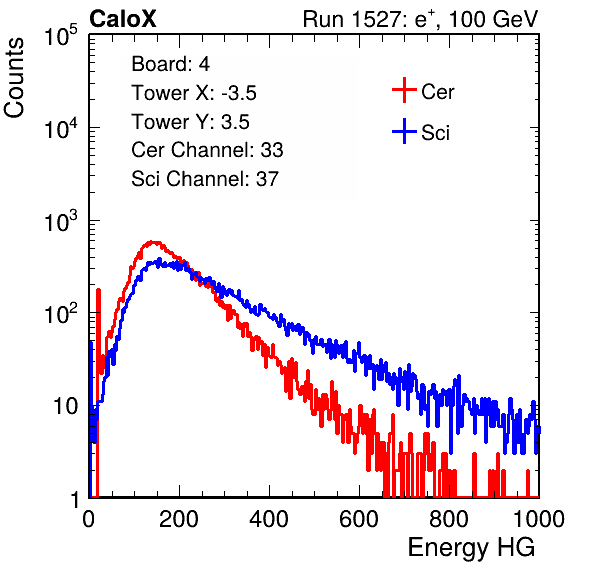 CaloX Run 1527: e⁺, 100 GeV
Counts
Board: 4
Tower X: -3.5
Tower Y: 3.5
Cer Channel: 33
Sci Channel: 37
Cer
Sci
10⁵
10⁴
10³
10²
10
1
0 200 400 600 800 1000
Energy HG